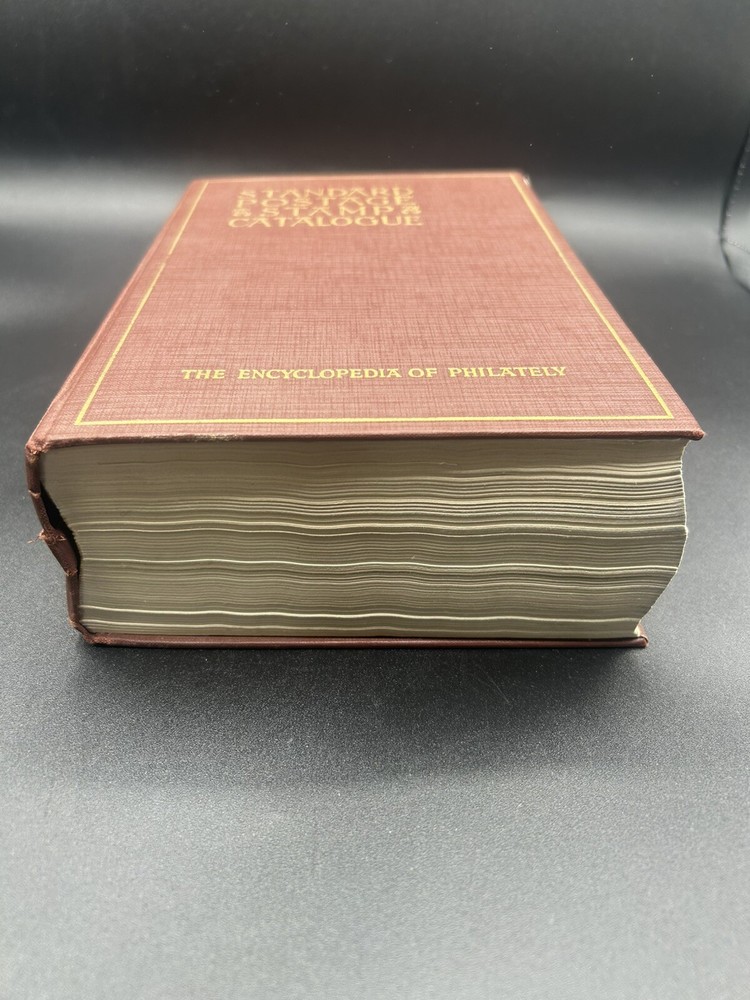 STANDARD
POSTAGE
STAMP
CATALOGUE
THE ENCYCLOPEDIA OF PHILATELY